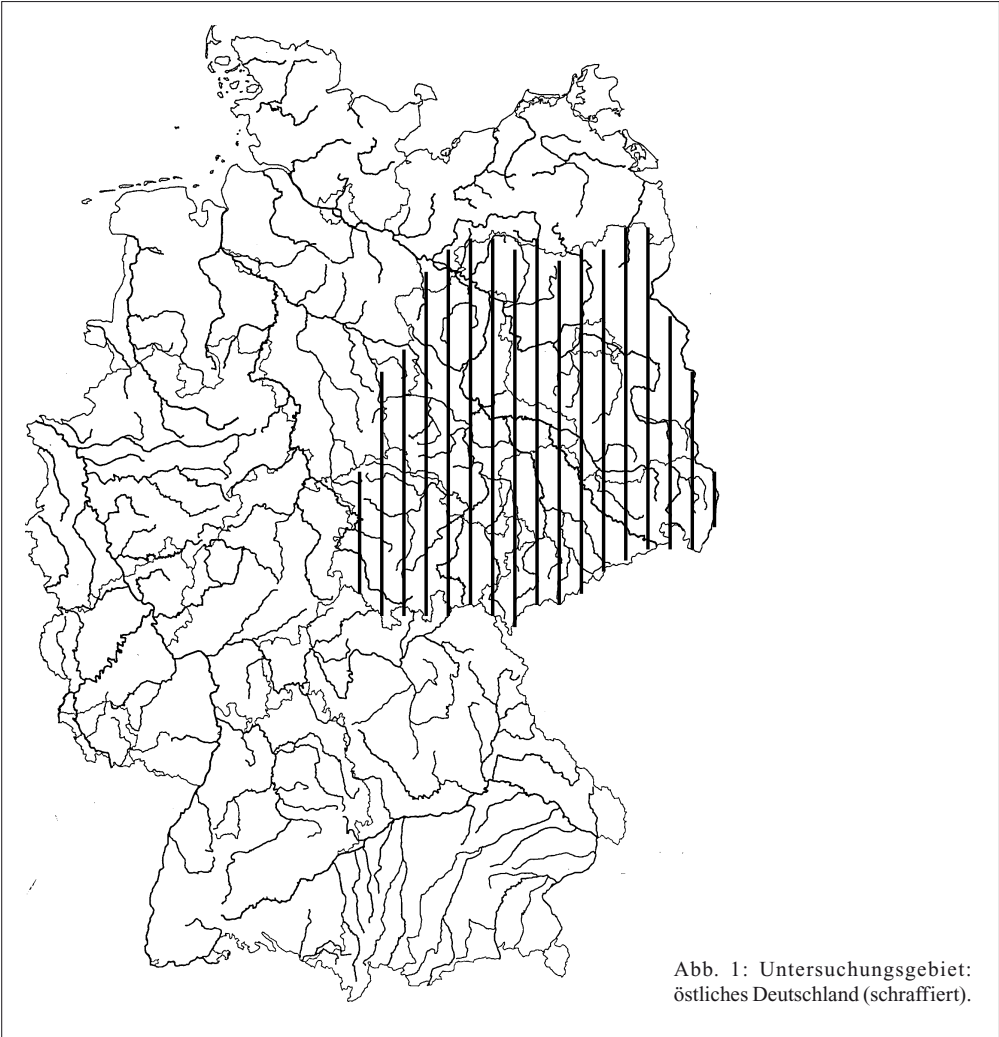 Abb. 1: Untersuchungsgebiet:
östliches Deutschland (schraffiert).